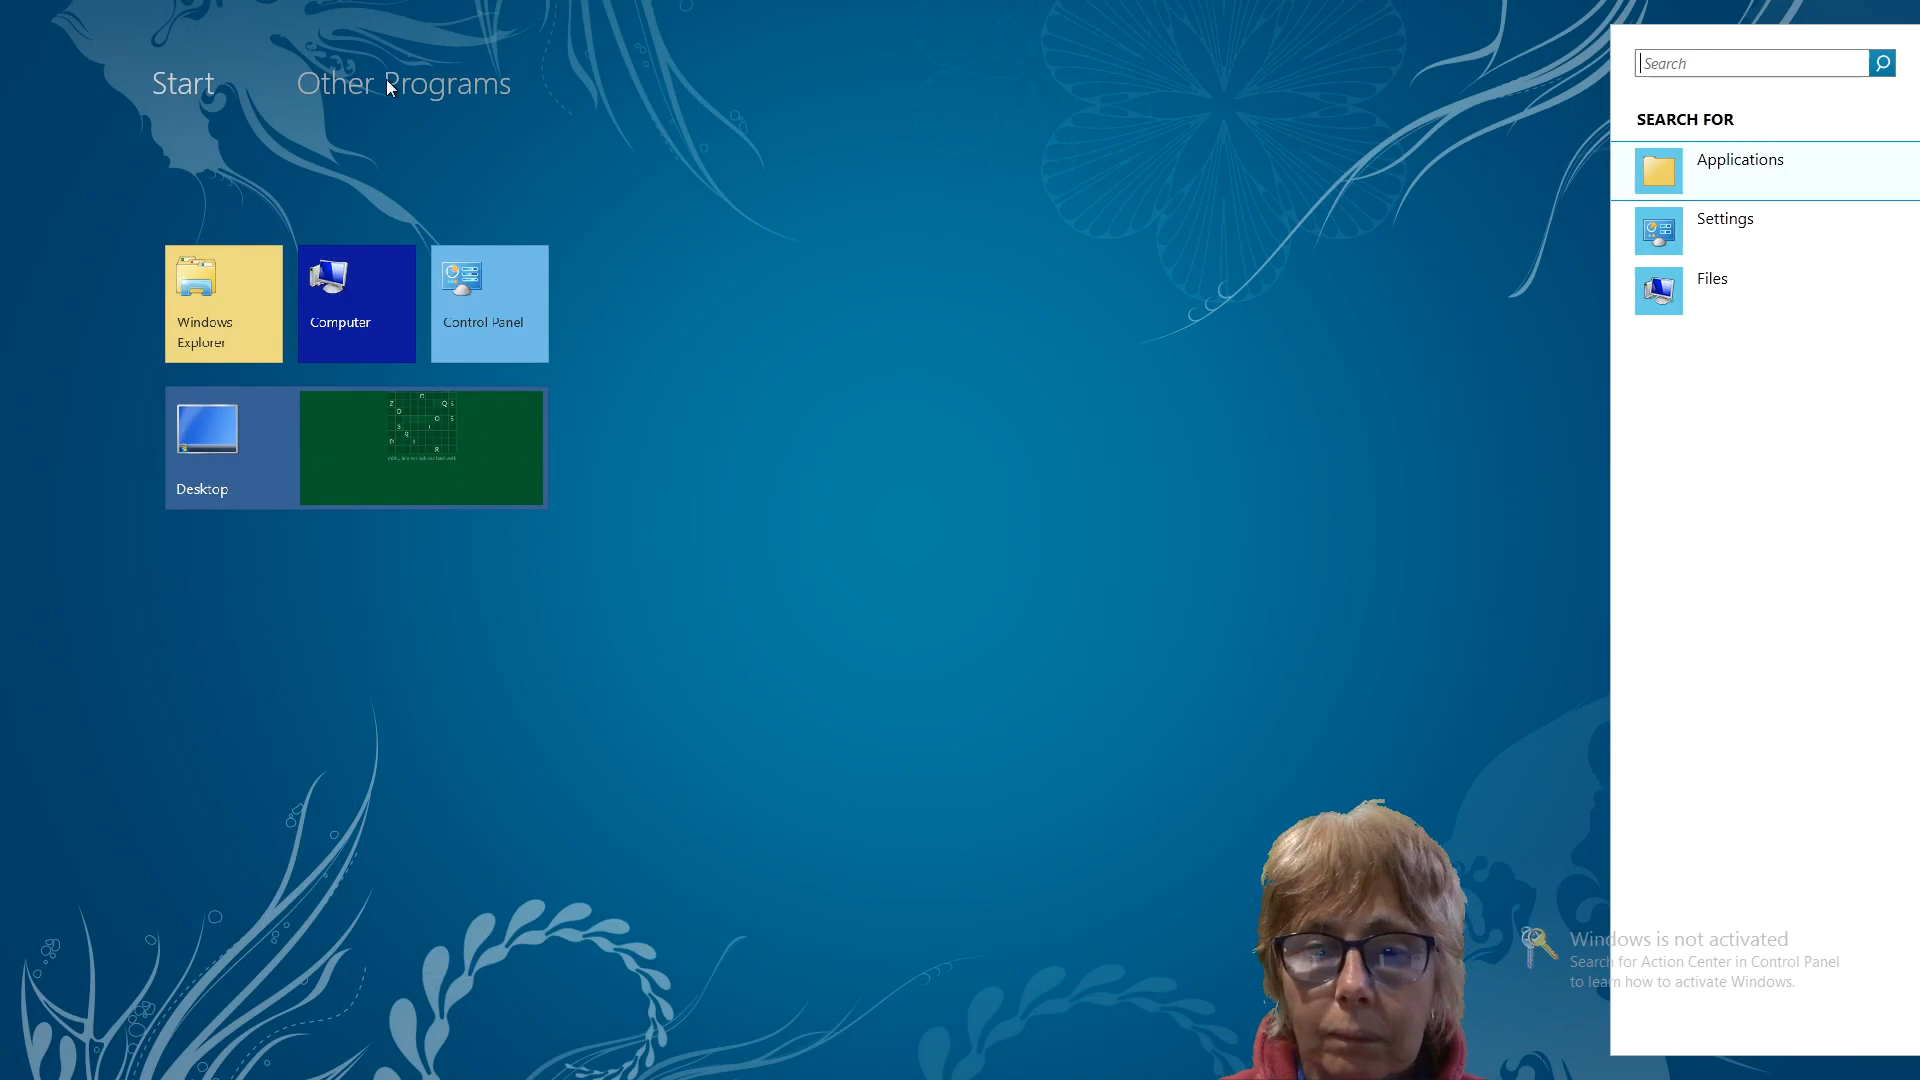 Start
Other Programs
Search
SEARCH FOR
Applications
Settings
Files
Windows
Explorer
Computer
Control Panel
Desktop
Windows is not activated
Search for Action Center in Control Panel
to learn how to activate Windows.